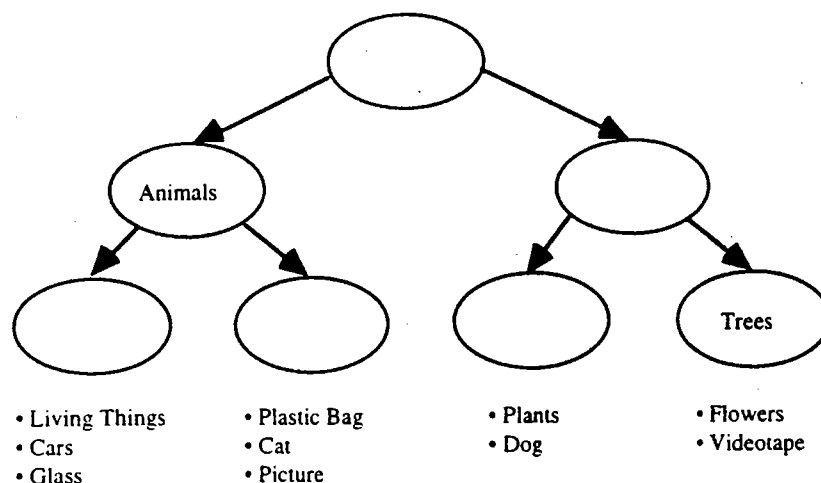 Animals
Trees
• Living Things
• Cars
• Glass
• Plastic Bag
• Cat
• Picture
• Plants
• Dog
• Flowers
• Videotape